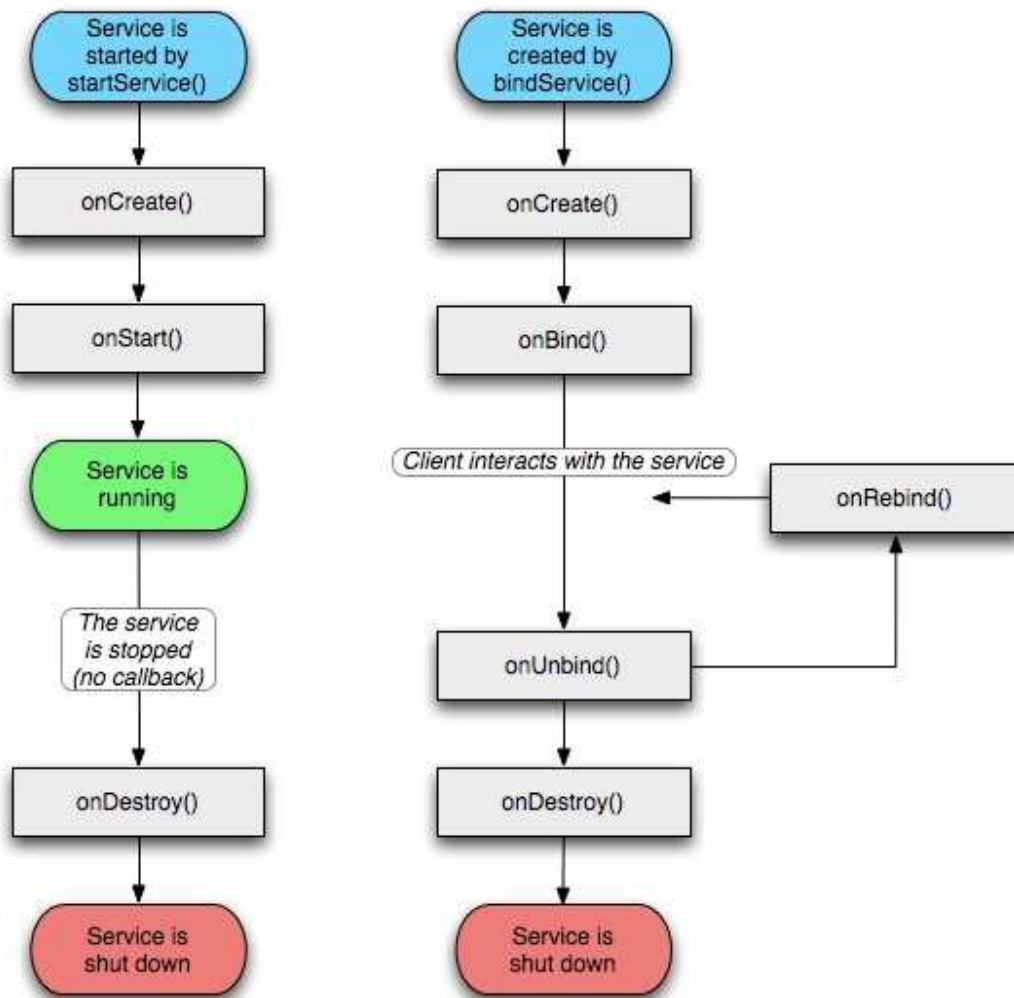 Service is
started by
startService()
onCreate()
onStart()
Service is
running
The service
is stopped
(no callback)
onDestroy()
Service is
shut down
Service is
created by
bindService()
onCreate()
onBind()
Client interacts with the service
onRebind()
onUnbind()
onDestroy()
Service is
shut down